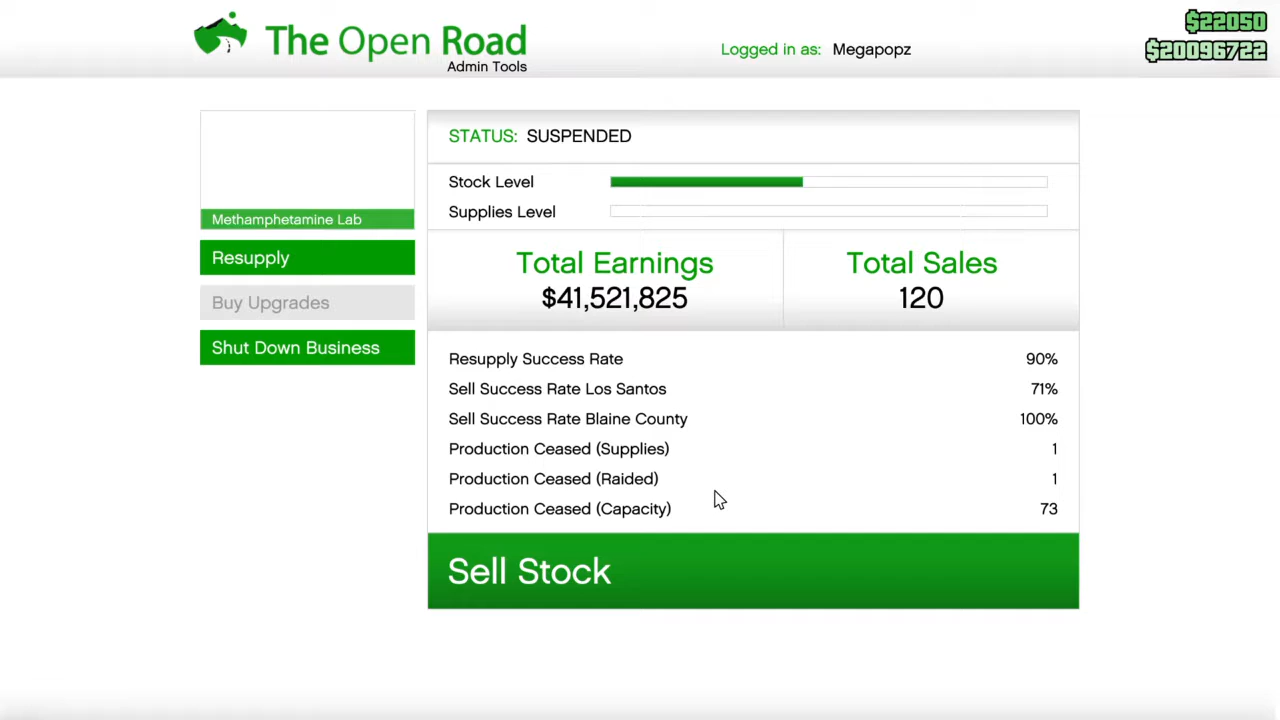 The Open Road
Admin Tools
Logged in as: Megapopz
$22050
$20096722
Methamphetamine Lab
Resupply
Buy Upgrades
Shut Down Business
STATUS: SUSPENDED
Stock Level
Supplies Level
Total Earnings
$41,521,825
Total Sales
120
Resupply Success Rate 90%
Sell Success Rate Los Santos 71%
Sell Success Rate Blaine County 100%
Production Ceased (Supplies) 1
Production Ceased (Raided) 1
Production Ceased (Capacity) 73
Sell Stock